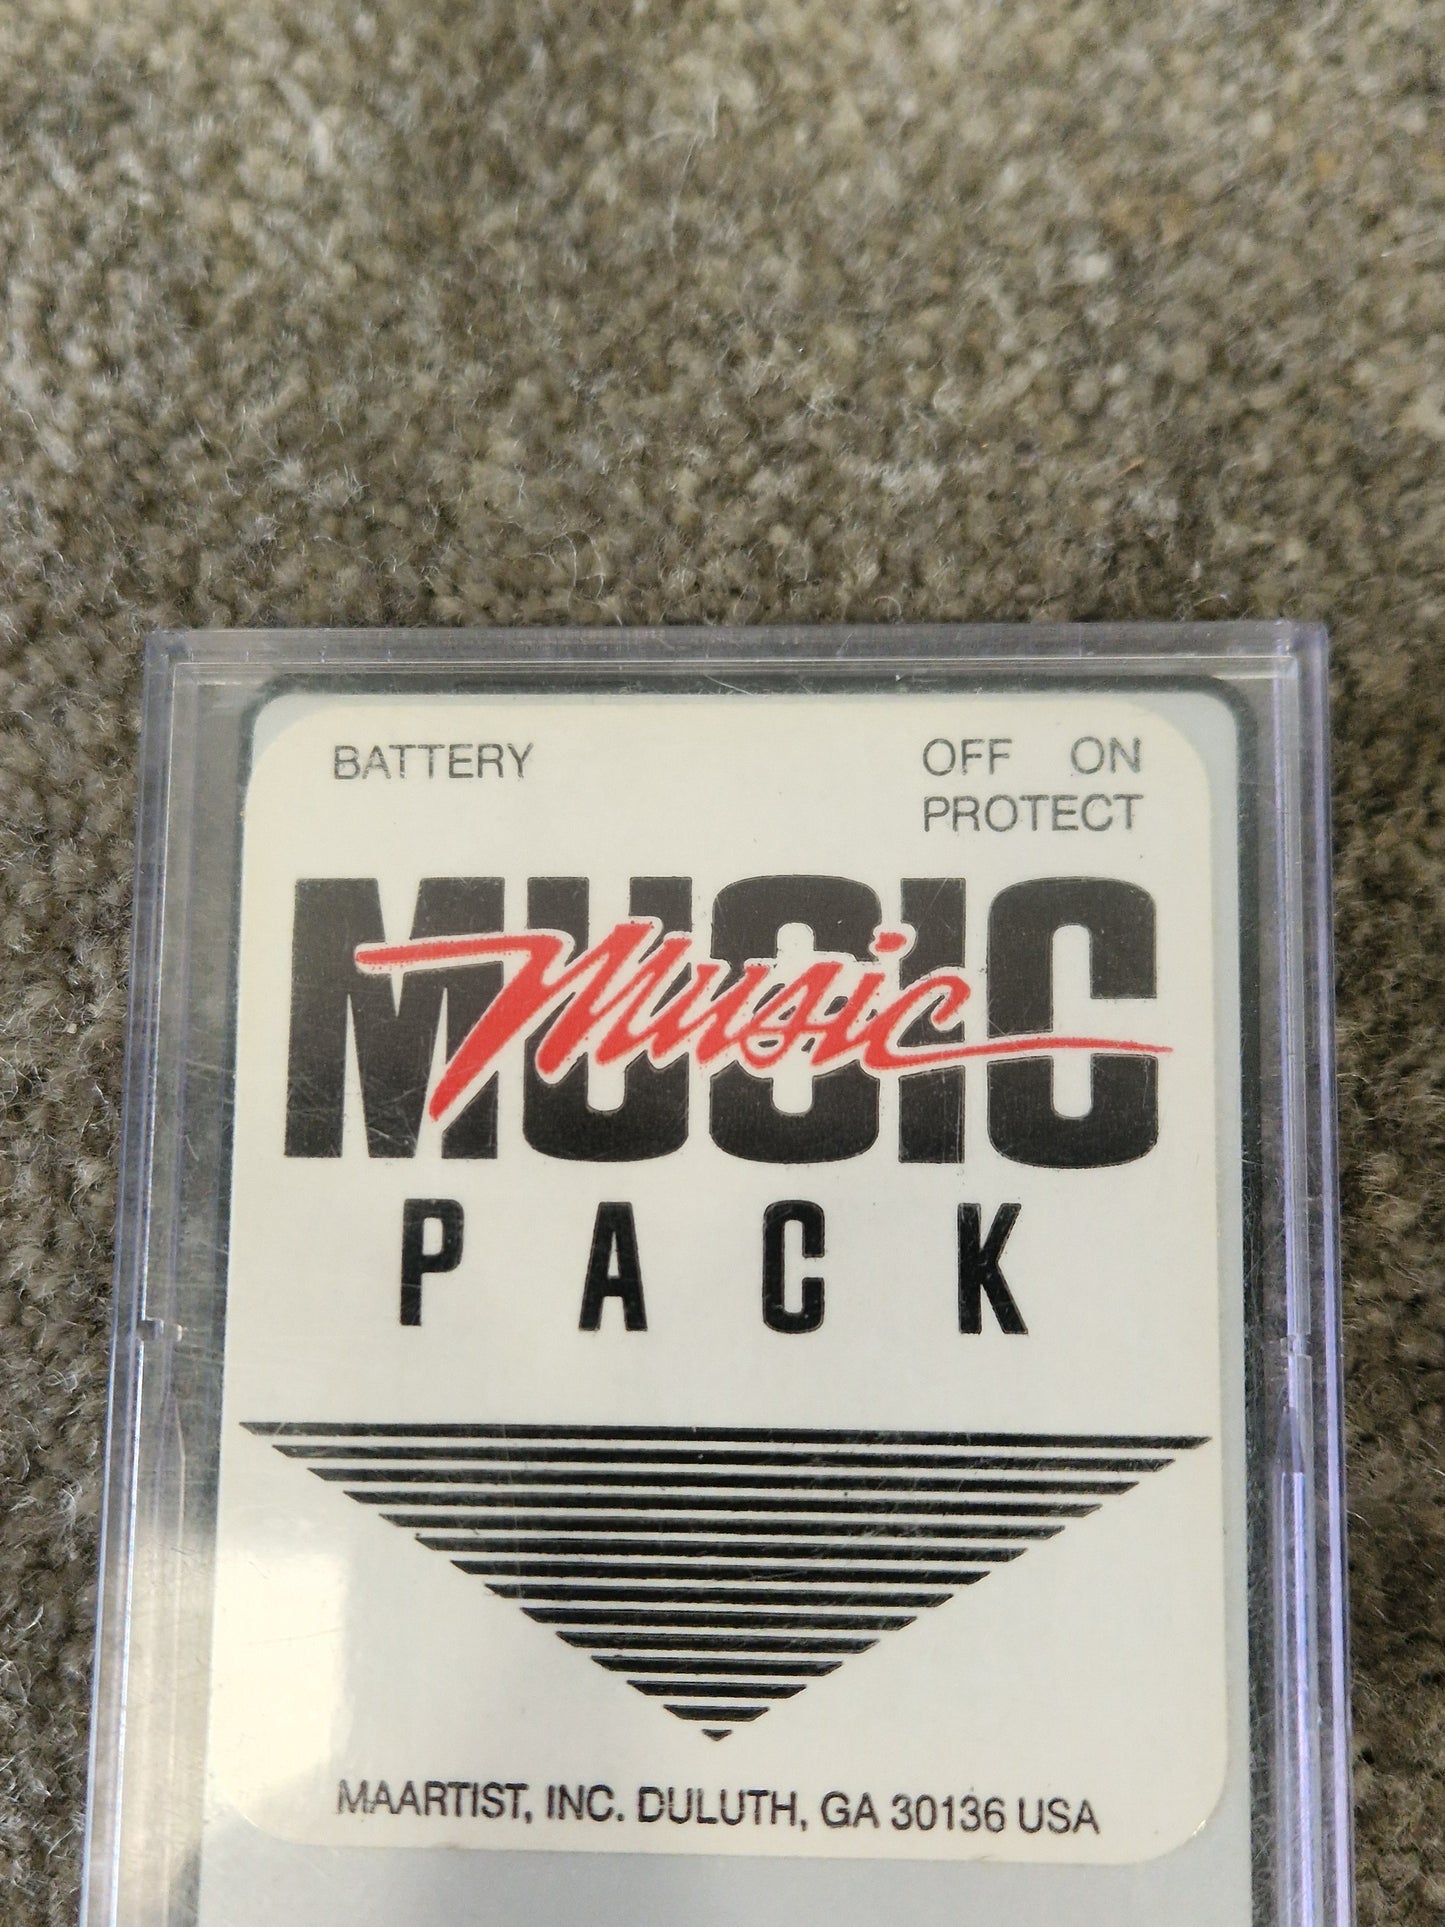 BATTERY OFF ON
PROTECT
MUSIC
Music
PACK
MAARTIST, INC. DULUTH, GA 30136 USA